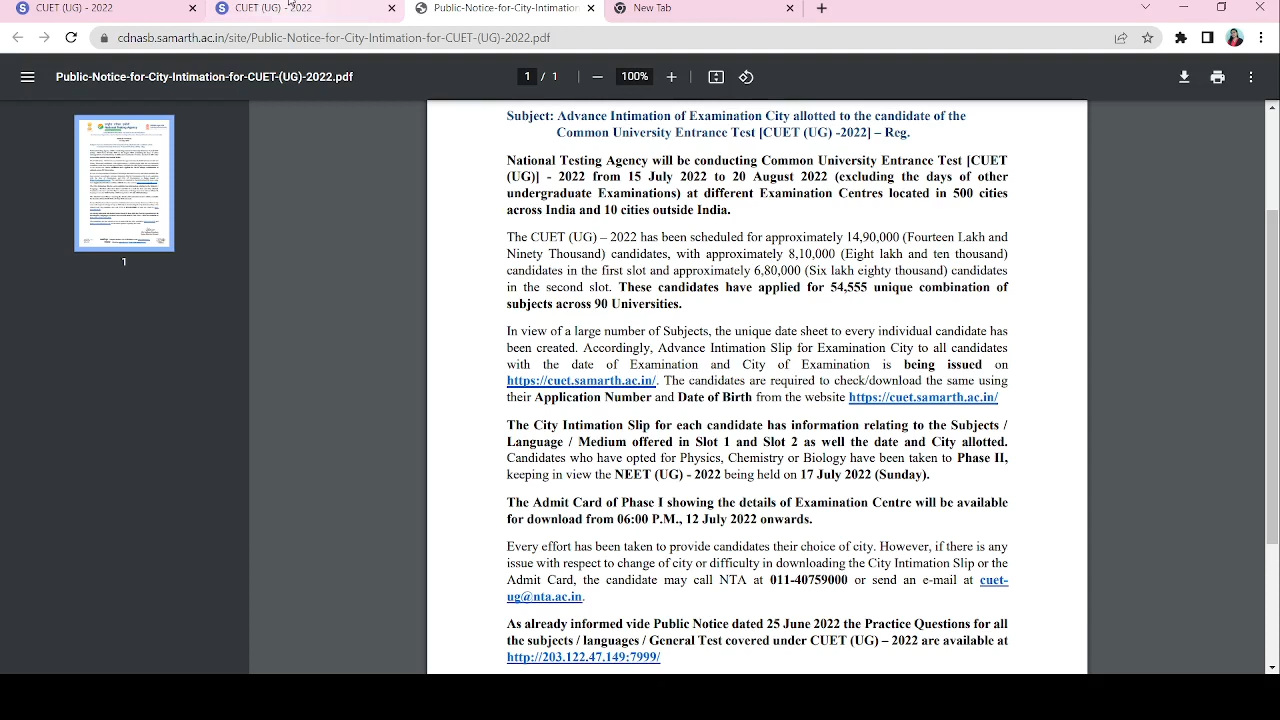 CUET (UG) - 2022
CUET (UG) - 2022
Public-Notice-for-City-Intimation
New Tab
cdnasb.samarth.ac.in/site/Public-Notice-for-City-Intimation-for-CUET-(UG)-2022.pdf
Public-Notice-for-City-Intimation-for-CUET-(UG)-2022.pdf
1 / 1
100%
1
Subject: Advance Intimation of Examination City allotted to the candidate of the
Common University Entrance Test [CUET (UG) -2022] – Reg.
National Testing Agency will be conducting Common University Entrance Test [CUET
(UG)] - 2022 from 15 July 2022 to 20 August 2022 (excluding the days of other
undergraduate Examinations) at different Examination Centres located in 500 cities
across India and 10 cities outside India.
The CUET (UG) – 2022 has been scheduled for approximately 14,90,000 (Fourteen Lakh and
Ninety Thousand) candidates, with approximately 8,10,000 (Eight lakh and ten thousand)
candidates in the first slot and approximately 6,80,000 (Six lakh eighty thousand) candidates
in the second slot. These candidates have applied for 54,555 unique combination of
subjects across 90 Universities.
In view of a large number of Subjects, the unique date sheet to every individual candidate has
been created. Accordingly, Advance Intimation Slip for Examination City to all candidates
with the date of Examination and City of Examination is being issued on
https://cuet.samarth.ac.in/. The candidates are required to check/download the same using
their Application Number and Date of Birth from the website https://cuet.samarth.ac.in/
The City Intimation Slip for each candidate has information relating to the Subjects /
Language / Medium offered in Slot 1 and Slot 2 as well the date and City allotted.
Candidates who have opted for Physics, Chemistry or Biology have been taken to Phase II,
keeping in view the NEET (UG) - 2022 being held on 17 July 2022 (Sunday).
The Admit Card of Phase I showing the details of Examination Centre will be available
for download from 06:00 P.M., 12 July 2022 onwards.
Every effort has been taken to provide candidates their choice of city. However, if there is any
issue with respect to change of city or difficulty in downloading the City Intimation Slip or the
Admit Card, the candidate may call NTA at 011-40759000 or send an e-mail at cuet-
ug@nta.ac.in.
As already informed vide Public Notice dated 25 June 2022 the Practice Questions for all
the subjects / languages / General Test covered under CUET (UG) – 2022 are available at
http://203.122.47.149:7999/